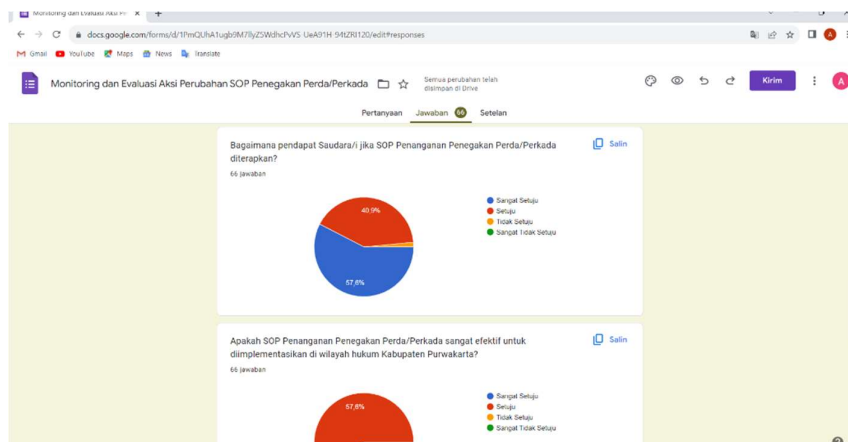 Monitoring dan Evaluasi Aksi Pe
docs.google.com/forms/d/
edit#responses
Gmail YouTube Maps News Translate
Monitoring dan Evaluasi Aksi Perubahan SOP Penegakan Perda/Perkada
Semua perubahan telah
disimpan di Drive
Kirim
A
Pertanyaan Jawaban 66 Setelan
Bagaimana pendapat Saudara/i jika SOP Penanganan Penegakan Perda/Perkada
diterapkan?
Salin
66 jawaban
40,9%
57,6%
Sangat Setuju
Setuju
Tidak Setuju
Sangat Tidak Setuju
Apakah SOP Penanganan Penegakan Perda/Perkada sangat efektif untuk
diimplementasikan di wilayah hukum Kabupaten Purwakarta?
Salin
66 jawaban
57,6%
Sangat Setuju
Setuju
Tidak Setuju
Sangat Tidak Setuju